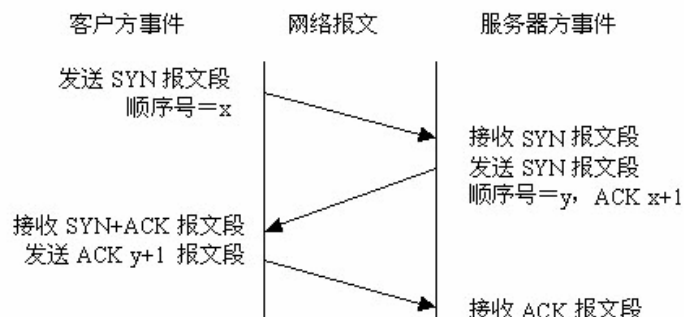 客户方事件 网络报文 服务器方事件
发送 SYN 报文段
顺序号=x
接收 SYN 报文段
发送 SYN 报文段
顺序号=y, ACK x+1
接收 SYN+ACK 报文段
发送 ACK y+1 报文段
接收 ACK 报文段